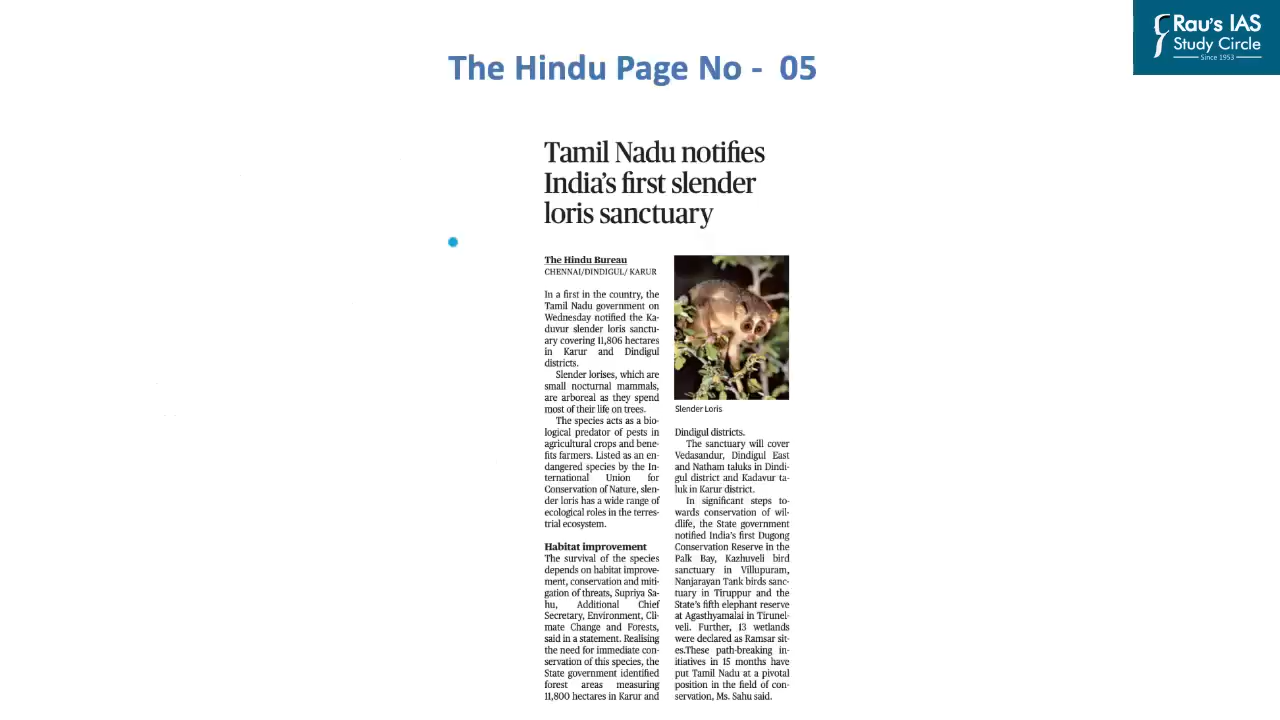 Rau's IAS
Study Circle
Since 1953
The Hindu Page No - 05
Tamil Nadu notifies
India's first slender
loris sanctuary
The Hindu Bureau
CHENNAI/DINDIGUL/ KARUR
In a first in the country, the
Tamil Nadu government on
Wednesday notified the Ka-
duvur slender loris sanctu-
ary covering 11,806 hectares
in Karur and Dindigul
districts.
Slender lorises, which are
small nocturnal mammals,
are arboreal as they spend
most of their life on trees.
The species acts as a bio-
logical predator of pests in
agricultural crops and bene-
fits farmers. Listed as an en-
dangered species by the In-
ternational Union for
Conservation of Nature, slen-
der loris has a wide range of
ecological roles in the terres-
trial ecosystem.
Habitat improvement
The survival of the species
depends on habitat improve-
ment, conservation and miti-
gation of threats, Supriya Sa-
hu, Additional Chief
Secretary, Environment, Cli-
mate Change and Forests,
said in a statement. Realising
the need for immediate con-
servation of this species, the
State government identified
forest areas measuring
11,800 hectares in Karur and
Slender Loris
Dindigul districts.
The sanctuary will cover
Vedasandur, Dindigul East
and Natham taluks in Dindi-
gul district and Kadavur ta-
luk in Karur district.
In significant steps to-
wards conservation of wil-
dlife, the State government
notified India's first Dugong
Conservation Reserve in the
Palk Bay, Kazhuveli bird
sanctuary in Villupuram,
Nanjarayan Tank birds sanc-
tuary in Tiruppur and the
State's fifth elephant reserve
at Agasthyamalai in Tirunel-
veli. Further, 13 wetlands
were declared as Ramsar sit-
es.These path-breaking in-
itiatives in 15 months have
put Tamil Nadu at a pivotal
position in the field of con-
servation, Ms. Sahu said.